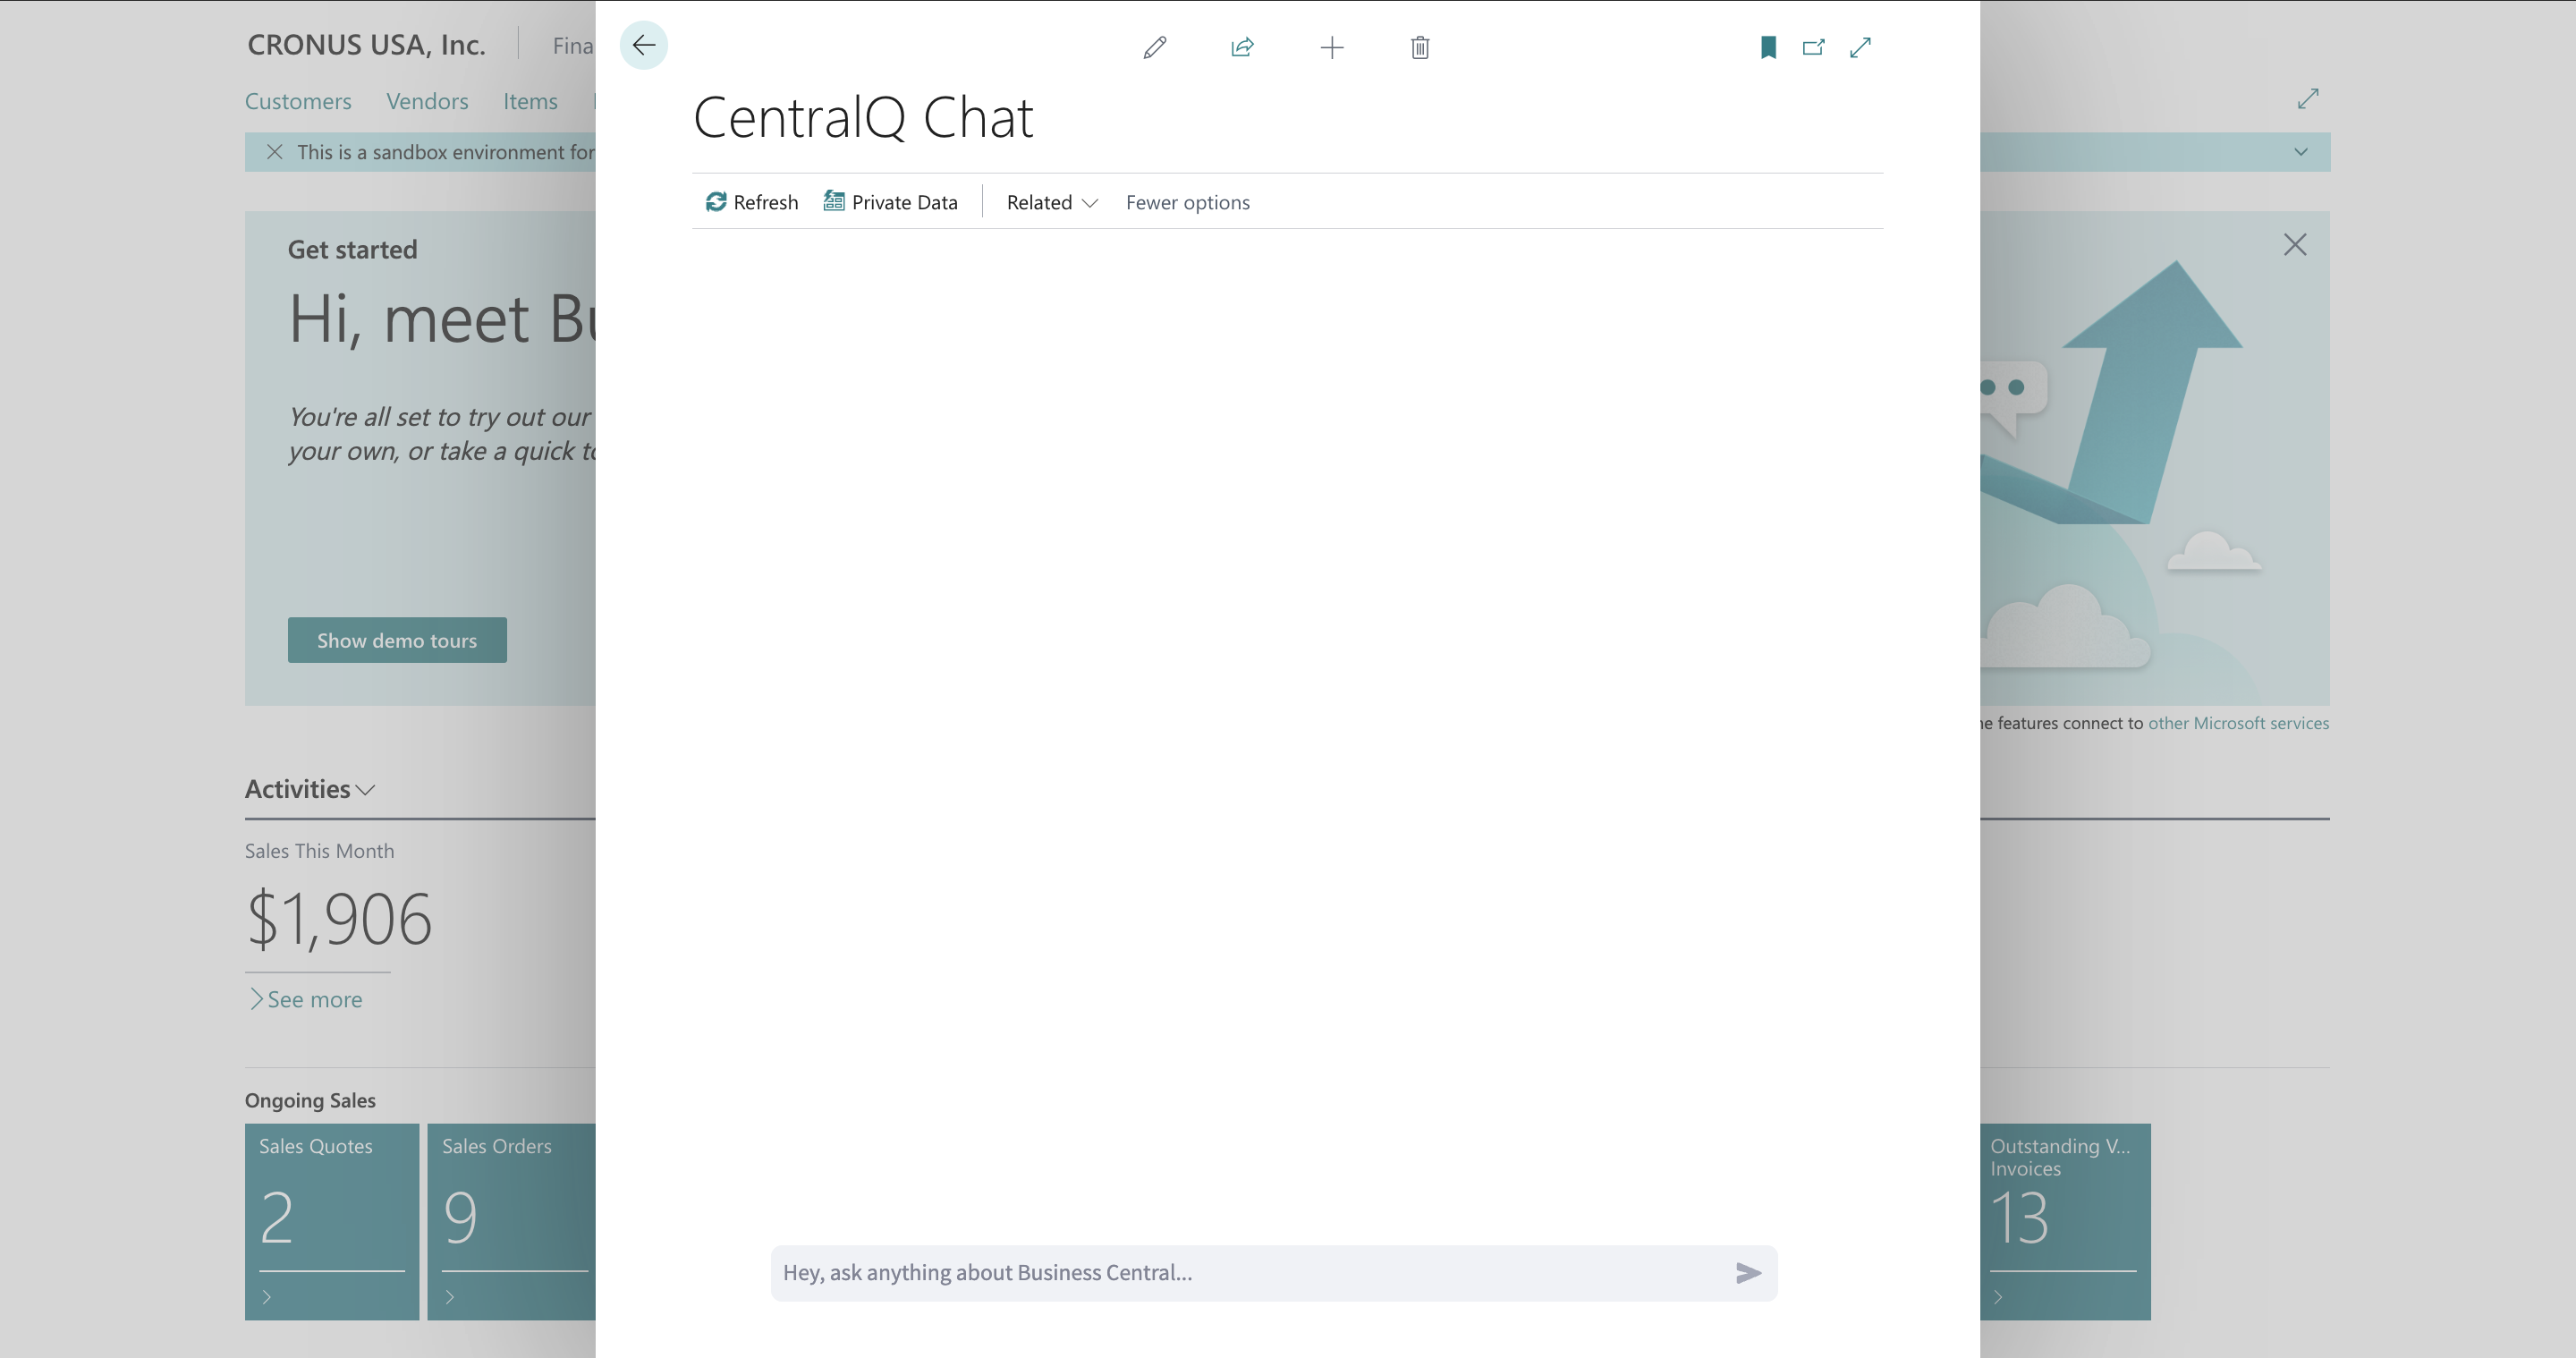 CRONUS USA, Inc.
Customers Vendors Items
This is a sandbox environment for
Get started
Hi, meet
You're all set to try out our
your own, or take a quick
Show demo tours
Activities
Sales This Month
$1,906
See more
Ongoing Sales
Sales Quotes
2
Sales Orders
9
CentralQ Chat
Refresh Private Data Related Fewer options
Hey, ask anything about Business Central...
features connect to other Microsoft services
Outstanding V...
Invoices
13